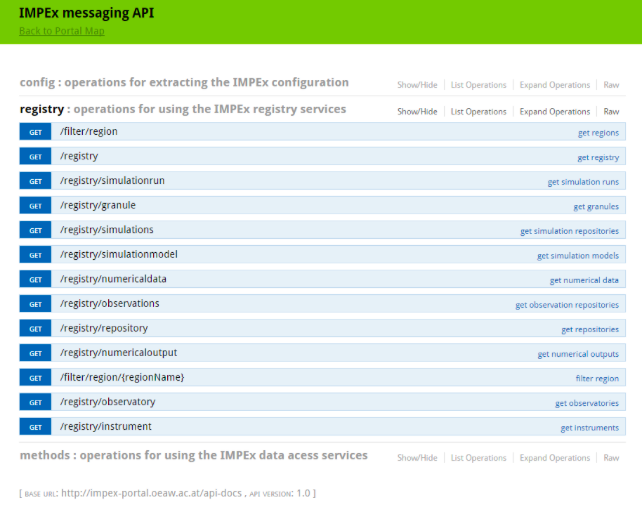 IMPEx messaging API
Back to Portal Map
config : operations for extracting the IMPEx configuration Show/Hide List Operations Expand Operations Raw
registry : operations for using the IMPEx registry services Show/Hide List Operations Expand Operations Raw
GET /filter/region get regions
GET /registry get registry
GET /registry/simulationrun get simulation runs
GET /registry/granule get granules
GET /registry/simulations get simulation repositories
GET /registry/simulationmodel get simulation models
GET /registry/numericaldata get numerical data
GET /registry/observations get observation repositories
GET /registry/repository get repositories
GET /registry/numericaloutput get numerical outputs
GET /filter/region/{regionName} filter region
GET /registry/observatory get observatories
GET /registry/instrument get instruments
methods : operations for using the IMPEx data acess services Show/Hide List Operations Expand Operations Raw
[ BASE URL: http://impex-portal.oeaw.ac.at/api-docs , API VERSION: 1.0 ]